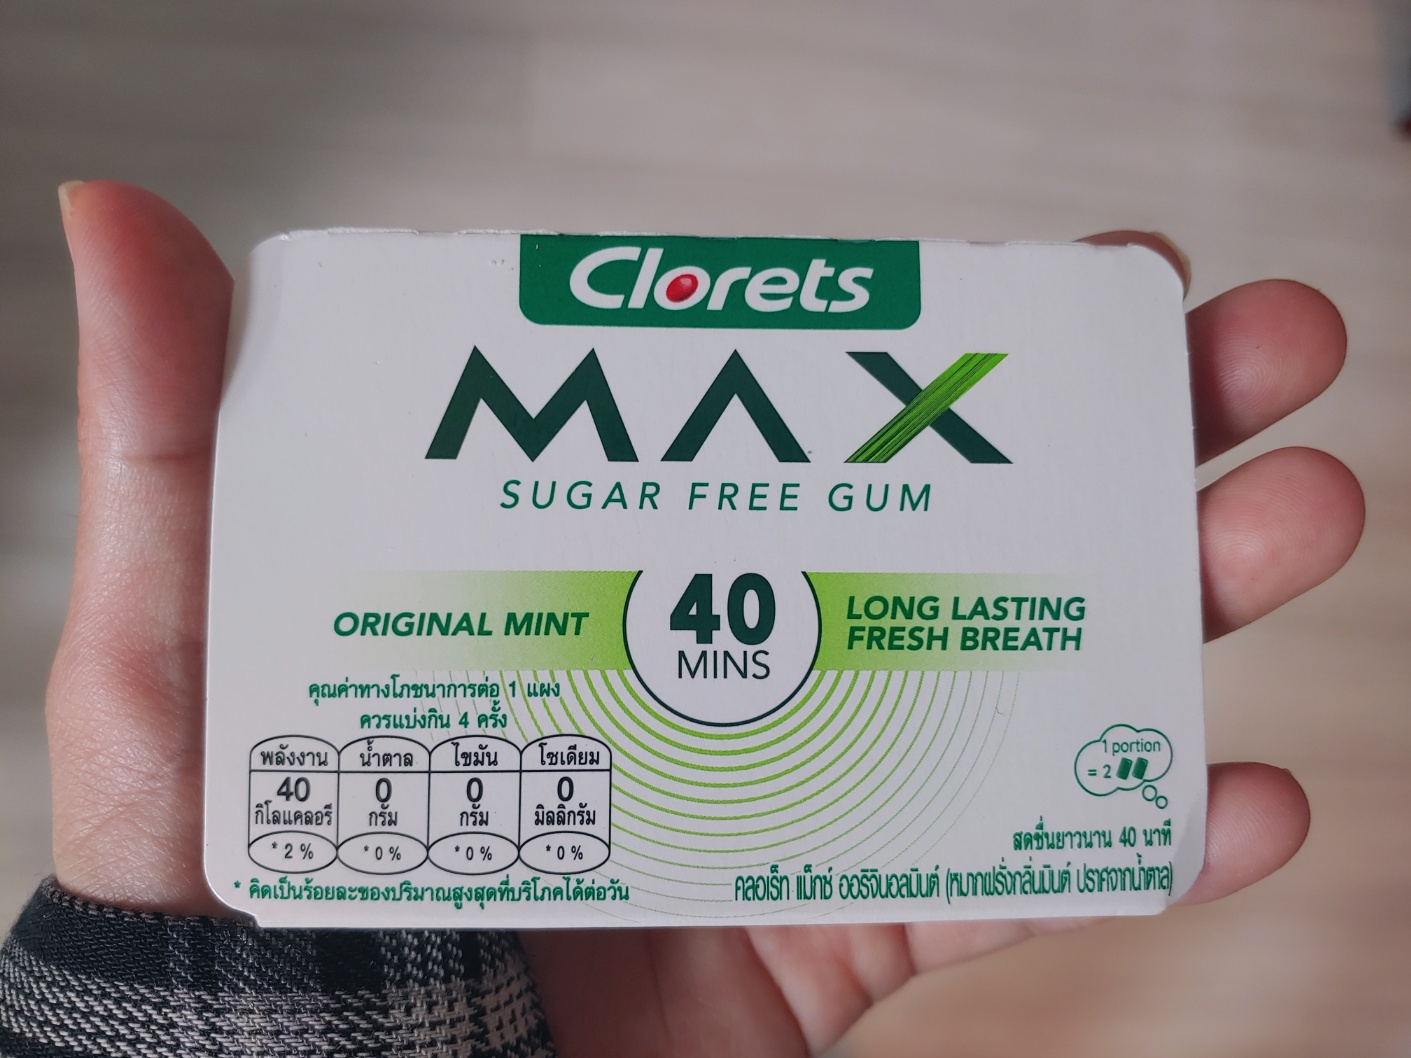 Clorets
MAX
SUGAR FREE GUM
ORIGINAL MINT
40
MINS
LONG LASTING
FRESH BREATH
คุณค่าทางโภชนาการต่อ 1 แผง
ควรแบ่งกิน 4 ครั้ง
พลังงาน น้ำตาล ไขมัน โซเดียม
40 0 0 0
กิโลแคลอรี กรัม กรัม มิลลิกรัม
* 2 % * 0 % * 0 % * 0 %
* คิดเป็นร้อยละของปริมาณสูงสุดที่บริโภคได้ต่อวัน
1 portion
= 2
สดชื่นยาวนาน 40 นาที
คลอเร็ท แม็กซ์ ออริจินอลมินต์ (หมากฝรั่งกลิ่นมินต์ ปราศจากน้ำตาล)